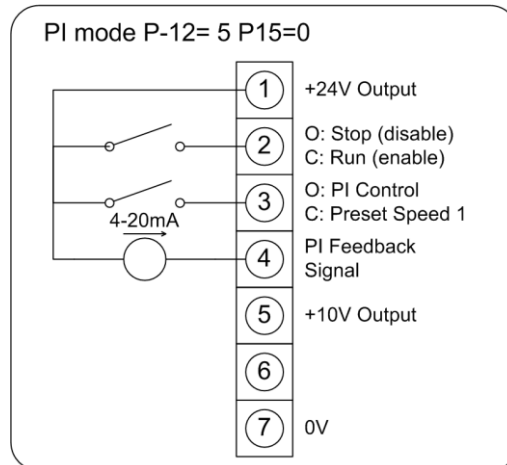 PI mode P-12= 5 P15=0
1
+24V Output
2
O: Stop (disable)
C: Run (enable)
3
O: PI Control
C: Preset Speed 1
4-20mA
4
PI Feedback
Signal
5
+10V Output
6
7
0V